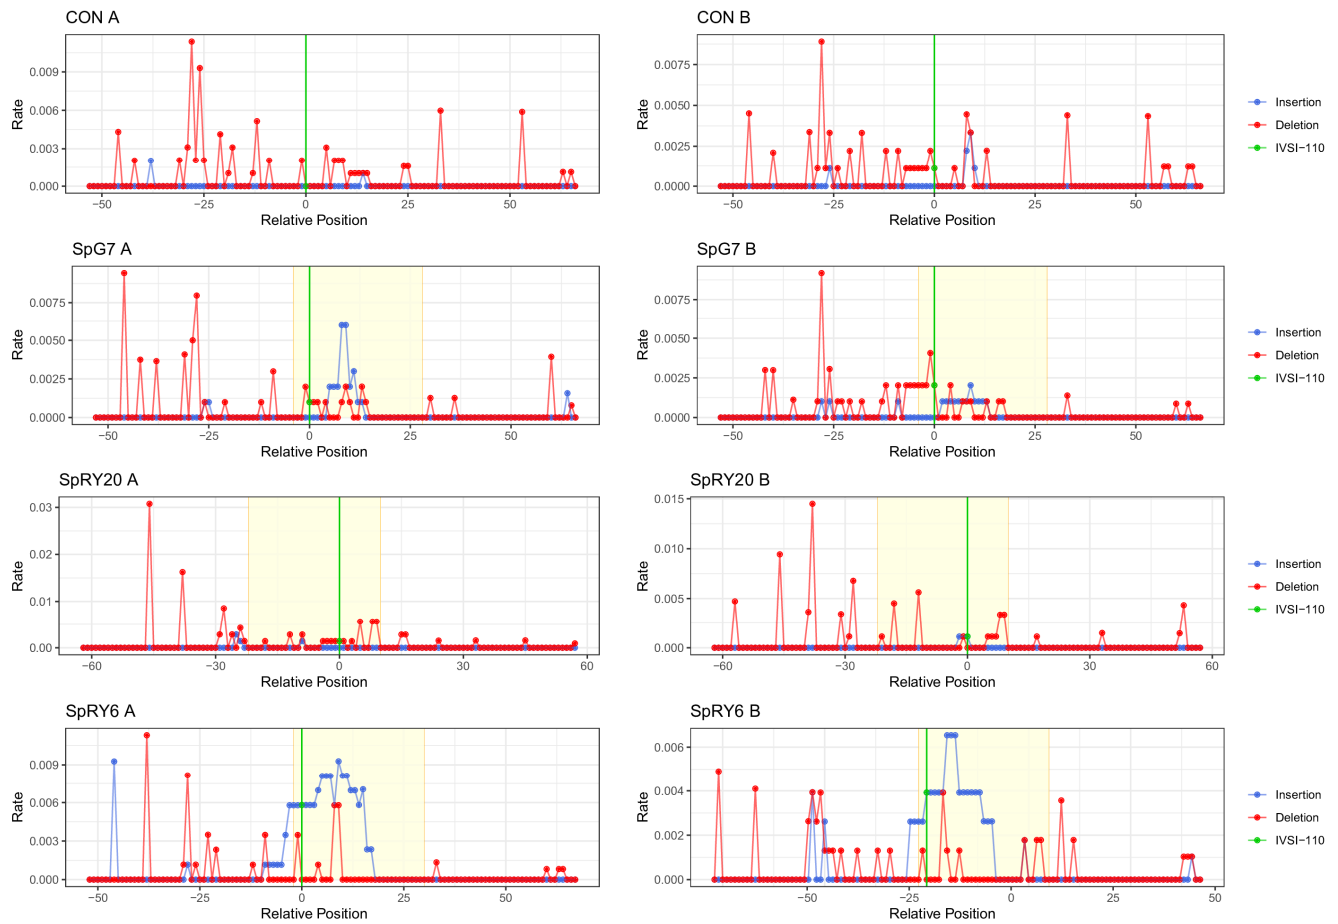 CON A
CON B
Rate
0.009
0.006
0.003
0.000
−50
−25
0
25
50
Relative Position
Rate
0.0075
0.0050
0.0025
0.0000
−50
−25
0
25
50
Relative Position
Insertion
Deletion
IVSI−110
SpG7 A
SpG7 B
Rate
0.0075
0.0050
0.0025
0.0000
−50
−25
0
25
50
Relative Position
Rate
0.0075
0.0050
0.0025
0.0000
−50
−25
0
25
50
Relative Position
Insertion
Deletion
IVSI−110
SpRY20 A
SpRY20 B
Rate
0.03
0.02
0.01
0.00
−60
−30
0
30
60
Relative Position
Rate
0.015
0.010
0.005
0.000
−60
−30
0
30
60
Relative Position
Insertion
Deletion
IVSI−110
SpRY6 A
SpRY6 B
Rate
0.009
0.006
0.003
0.000
−50
−25
0
25
50
Relative Position
Rate
0.006
0.004
0.002
0.000
−50
−25
0
25
50
Relative Position
Insertion
Deletion
IVSI−110